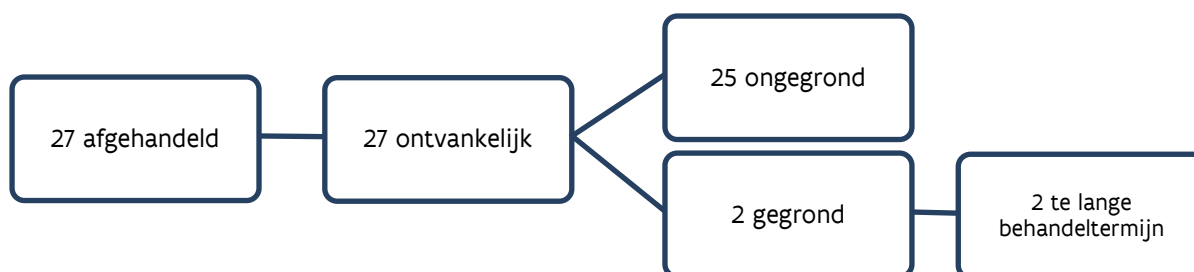 27 afgehandeld
27 ontvankelijk
25 ongegrond
2 gegrond
2 te lange
behandeltermijn